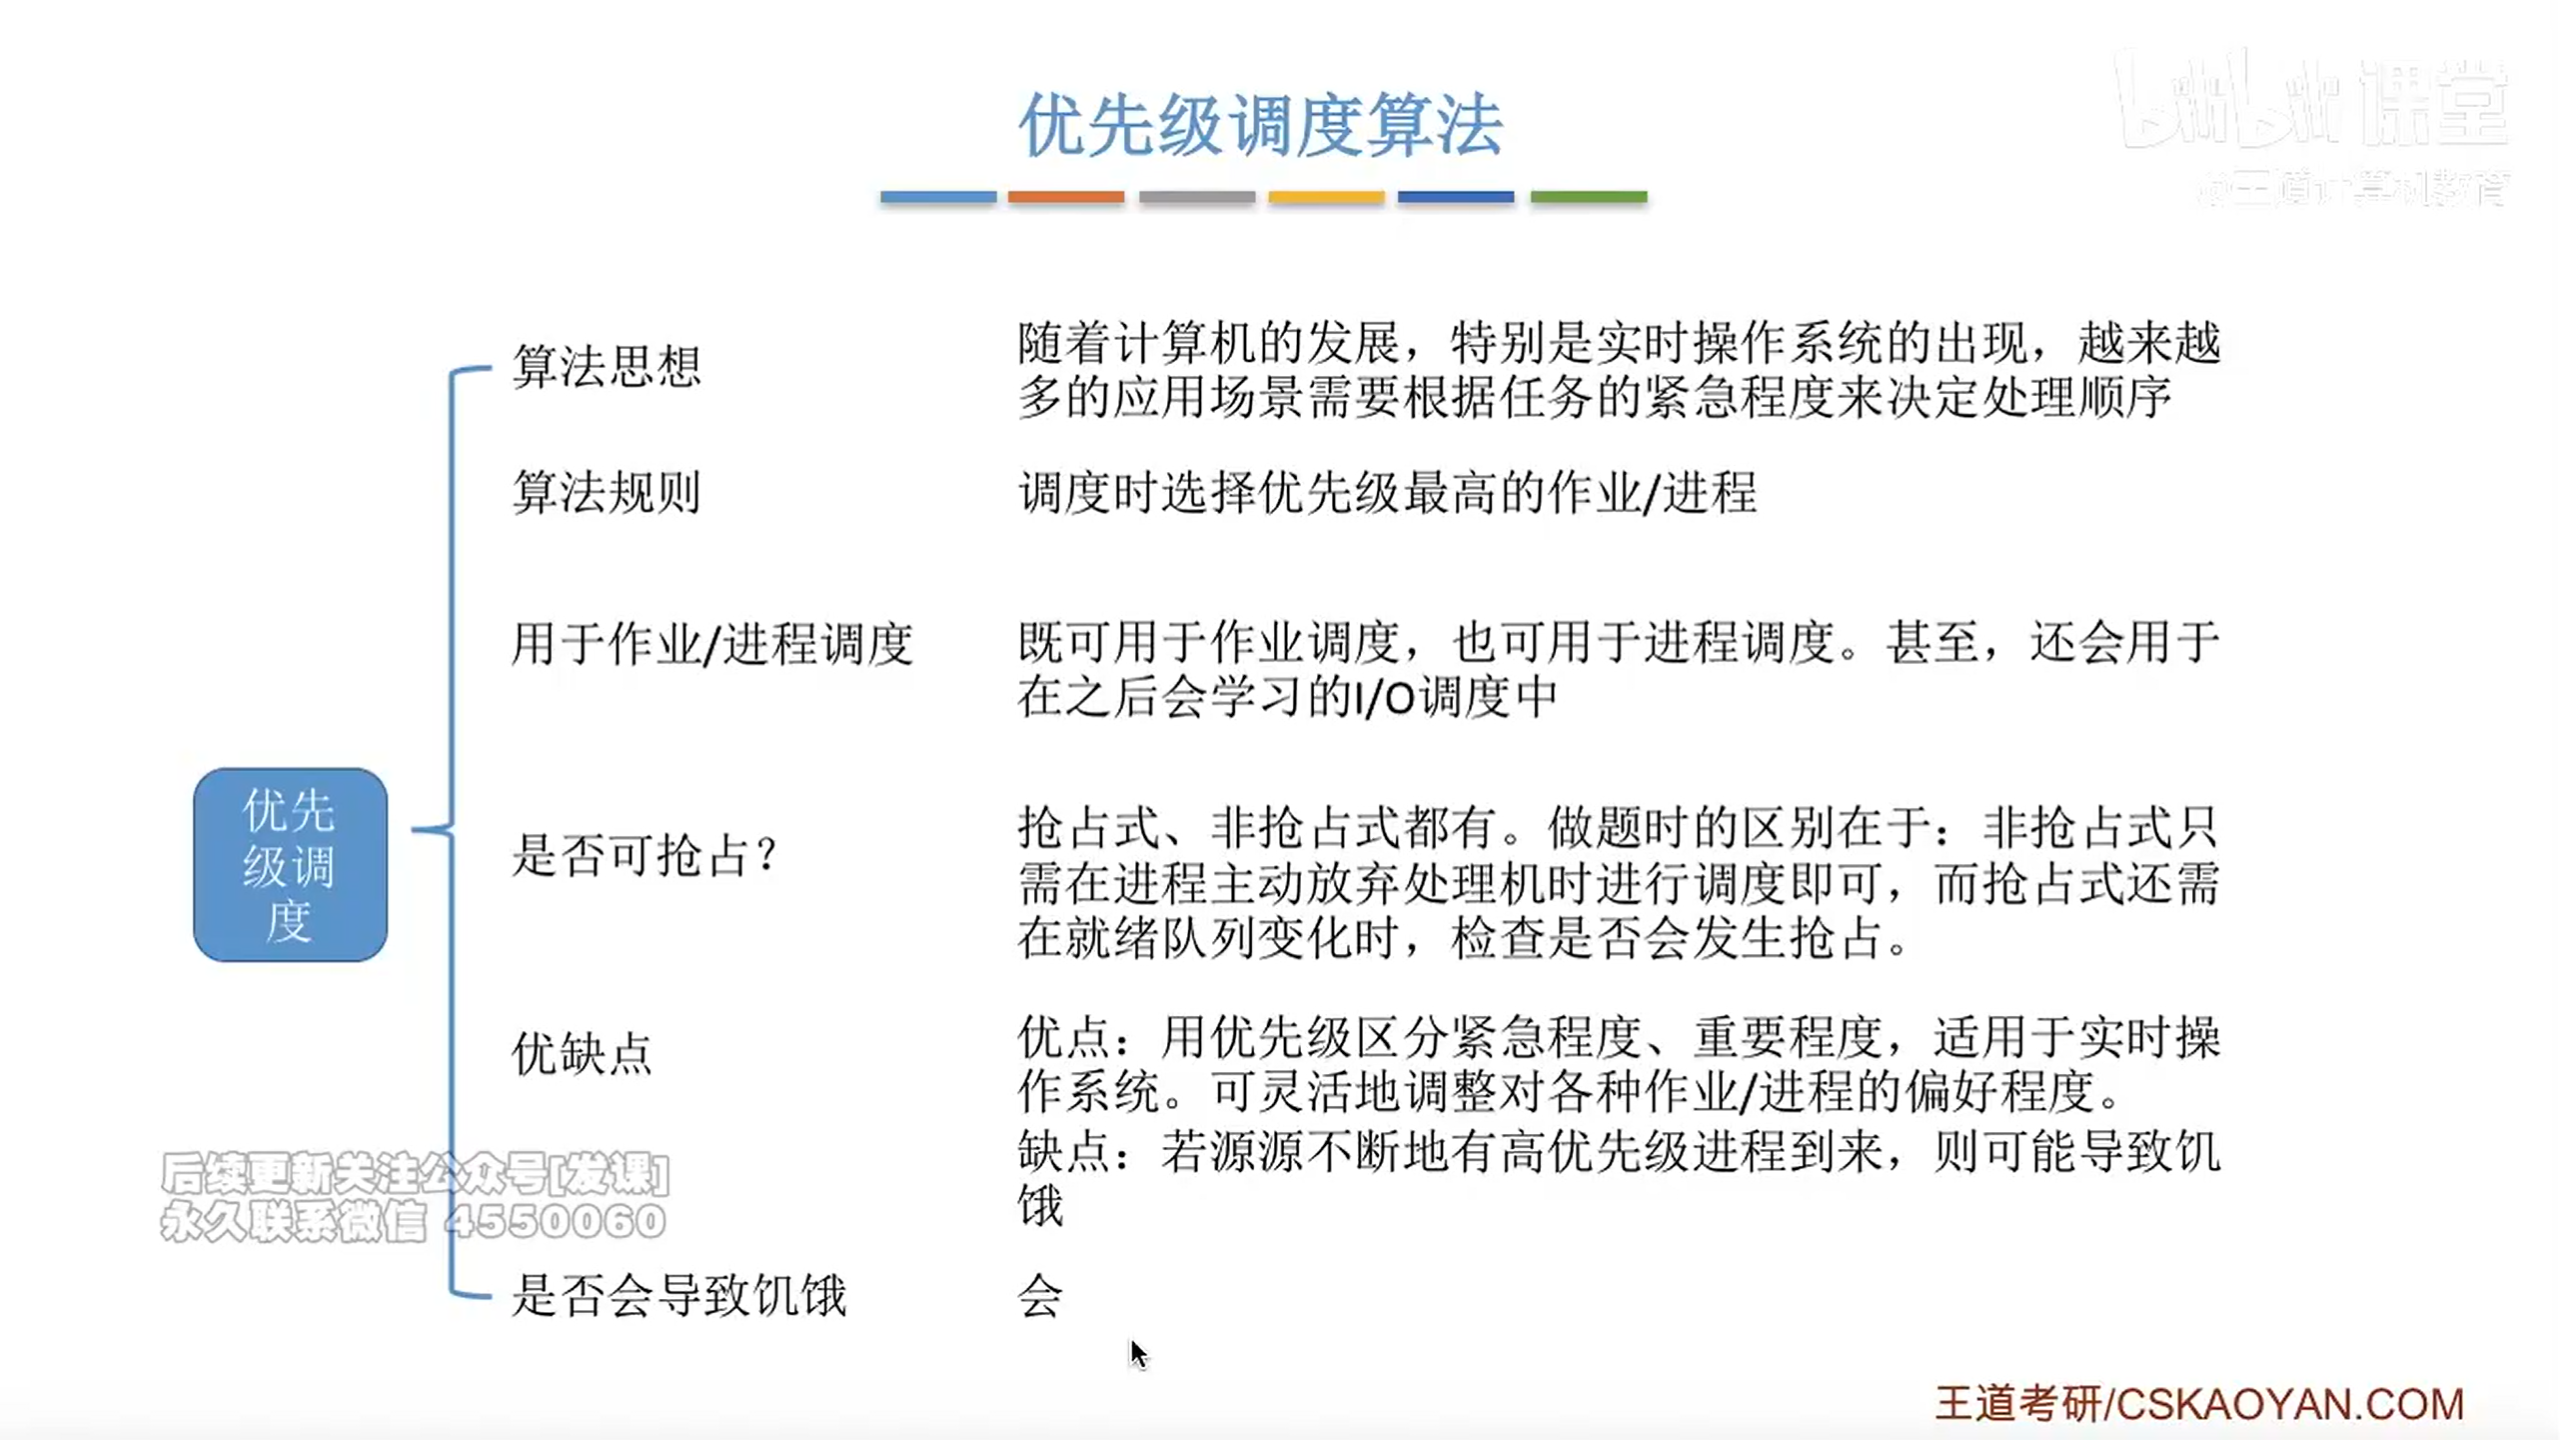 优先级调度算法
bilibili 课堂
@王道计算机教育
算法思想
随着计算机的发展，特别是实时操作系统的出现，越来越
多的应用场景需要根据任务的紧急程度来决定处理顺序
算法规则
调度时选择优先级最高的作业/进程
用于作业/进程调度
既可用于作业调度，也可用于进程调度。甚至，还会用于
在之后会学习的I/O调度中
优先
级调
度
是否可抢占？
抢占式、非抢占式都有。做题时的区别在于：非抢占式只
需在进程主动放弃处理机时进行调度即可，而抢占式还需
在就绪队列变化时，检查是否会发生抢占。
优缺点
优点：用优先级区分紧急程度、重要程度，适用于实时操
作系统。可灵活地调整对各种作业/进程的偏好程度。
缺点：若源源不断地有高优先级进程到来，则可能导致饥
饿
后续更新关注公众号[发课]
永久联系微信 4550060
是否会导致饥饿
会
王道考研/CSKAOYAN.COM